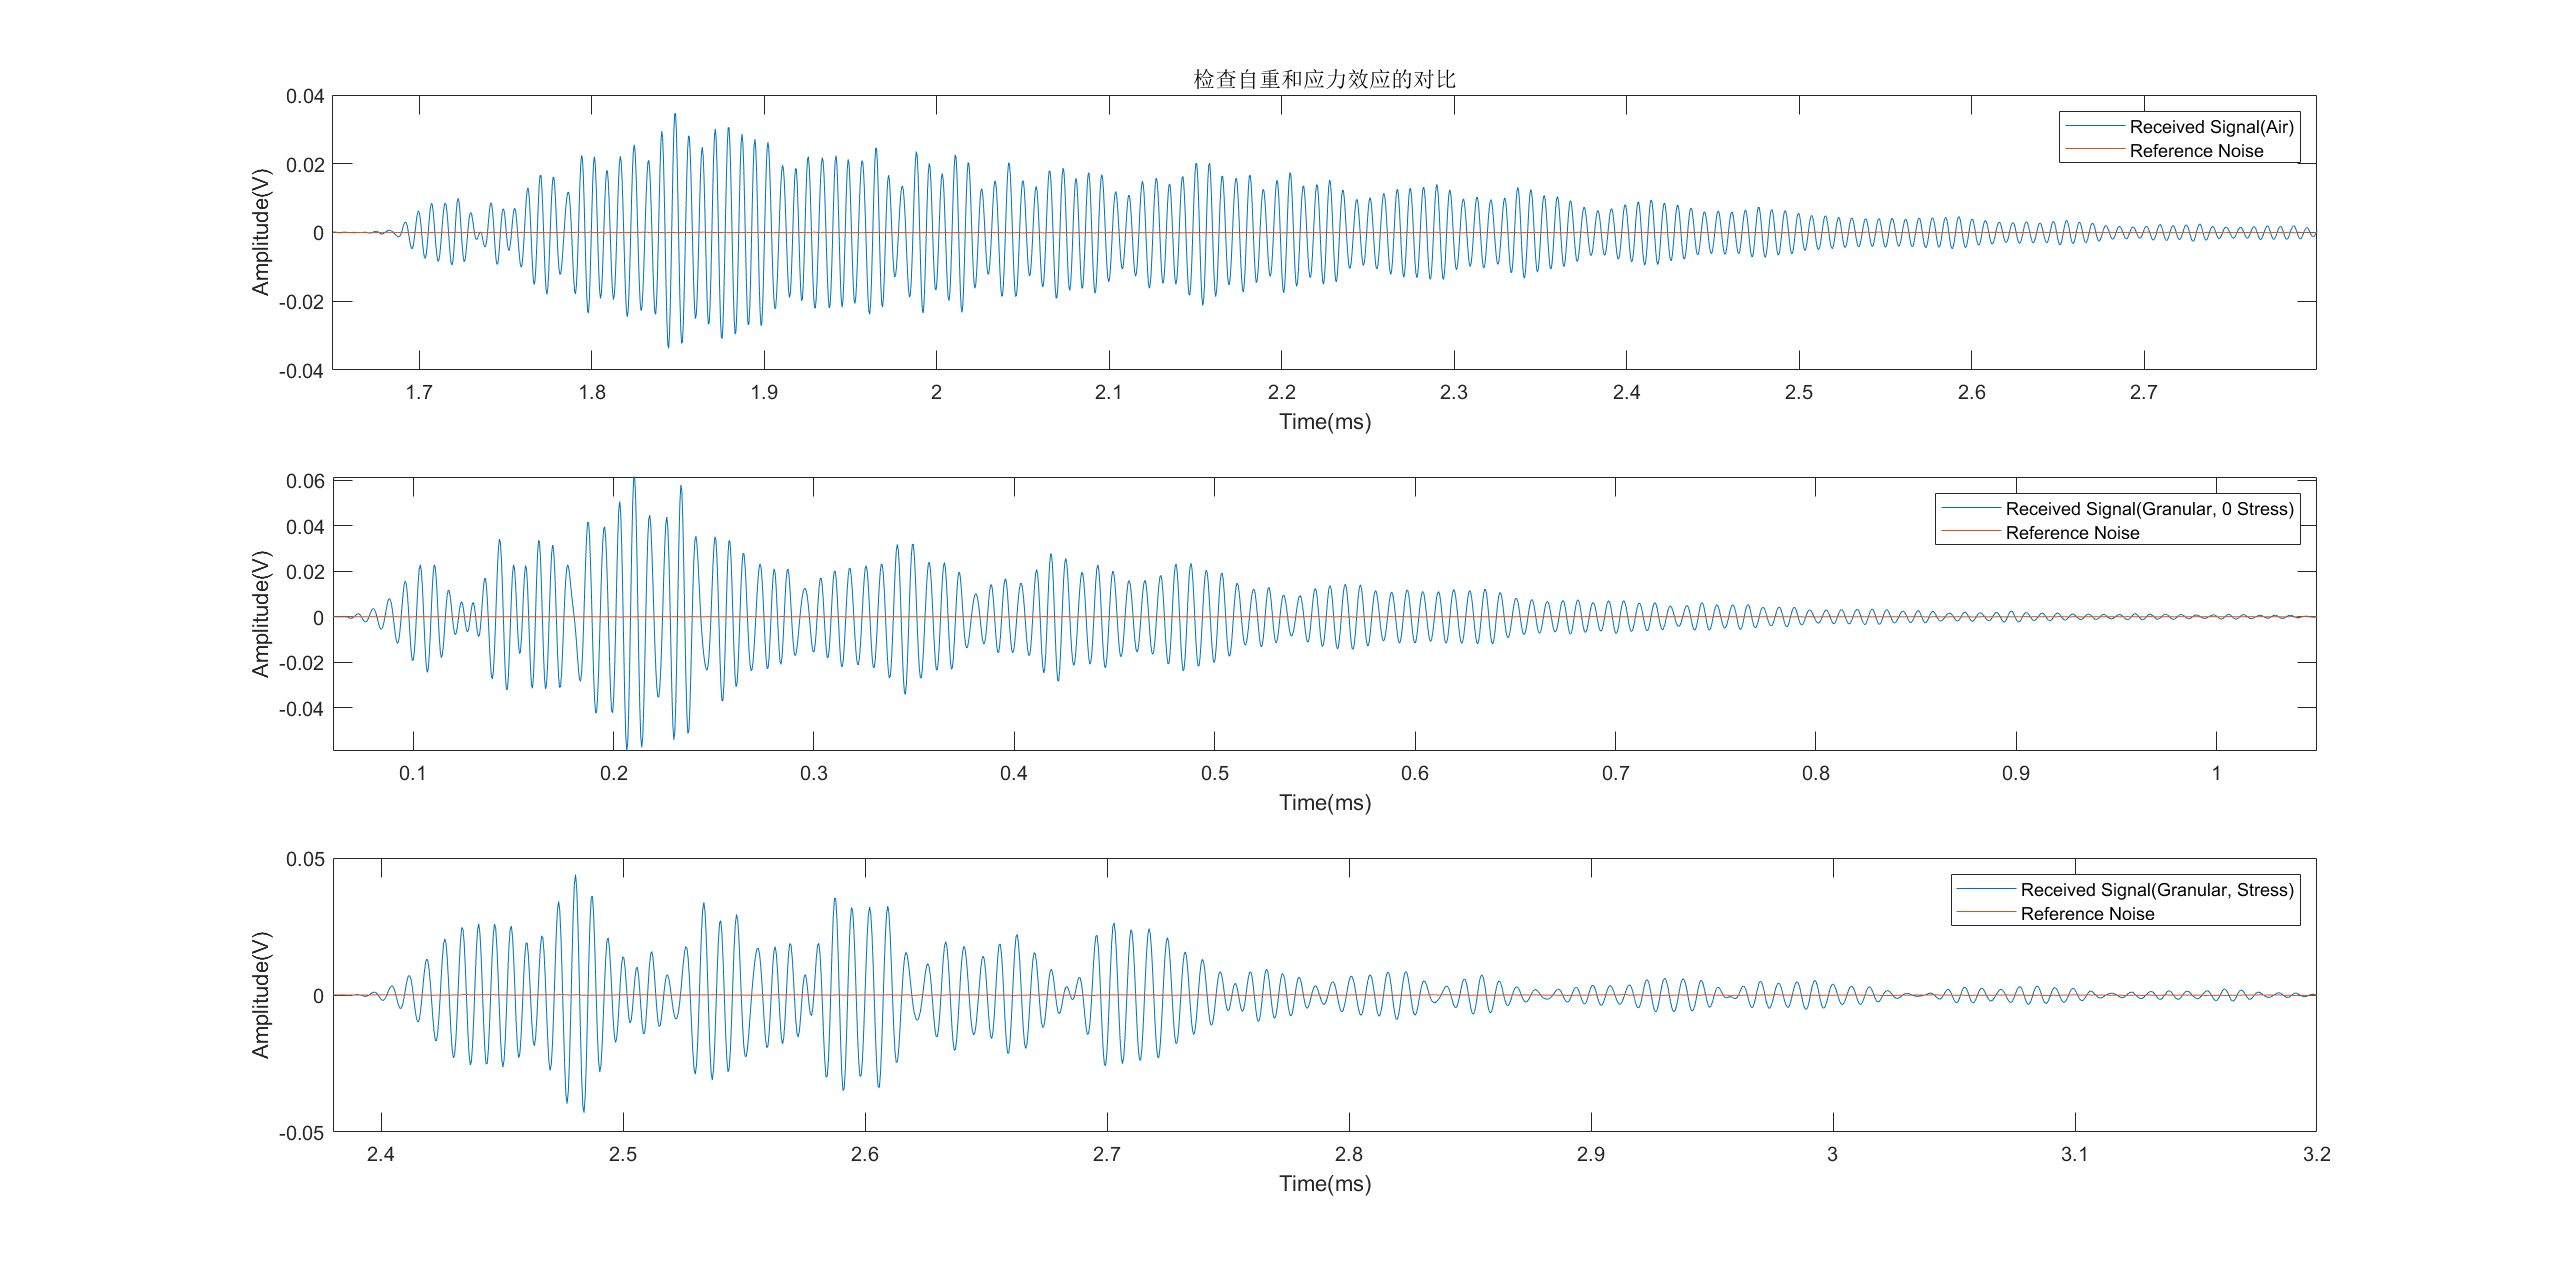 检查自重和应力效应的对比
0.04
0.02
0
-0.02
-0.04
Amplitude(V)
Received Signal(Air)
Reference Noise
1.7 1.8 1.9 2 2.1 2.2 2.3 2.4 2.5 2.6 2.7
Time(ms)
0.06
0.04
0.02
0
-0.02
-0.04
Amplitude(V)
Received Signal(Granular, 0 Stress)
Reference Noise
0.1 0.2 0.3 0.4 0.5 0.6 0.7 0.8 0.9 1
Time(ms)
0.05
0
-0.05
Amplitude(V)
Received Signal(Granular, Stress)
Reference Noise
2.4 2.5 2.6 2.7 2.8 2.9 3 3.1 3.2
Time(ms)